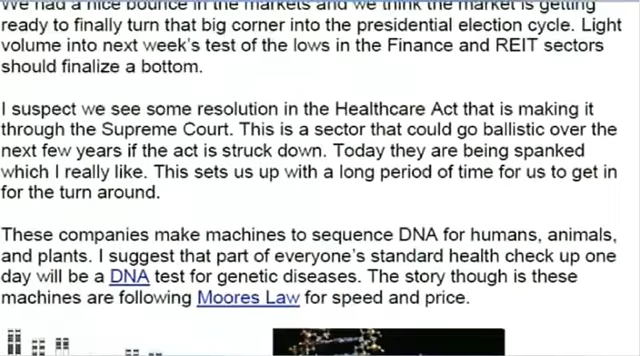 We had a nice bounce in the markets and we think the market is getting
ready to finally turn that big corner into the presidential election cycle. Light
volume into next week's test of the lows in the Finance and REIT sectors
should finalize a bottom.
I suspect we see some resolution in the Healthcare Act that is making it
through the Supreme Court. This is a sector that could go ballistic over the
next few years if the act is struck down. Today they are being spanked
which I really like. This sets us up with a long period of time for us to get in
for the turn around.
These companies make machines to sequence DNA for humans, animals,
and plants. I suggest that part of everyone's standard health check up one
day will be a DNA test for genetic diseases. The story though is these
machines are following Moores Law for speed and price.